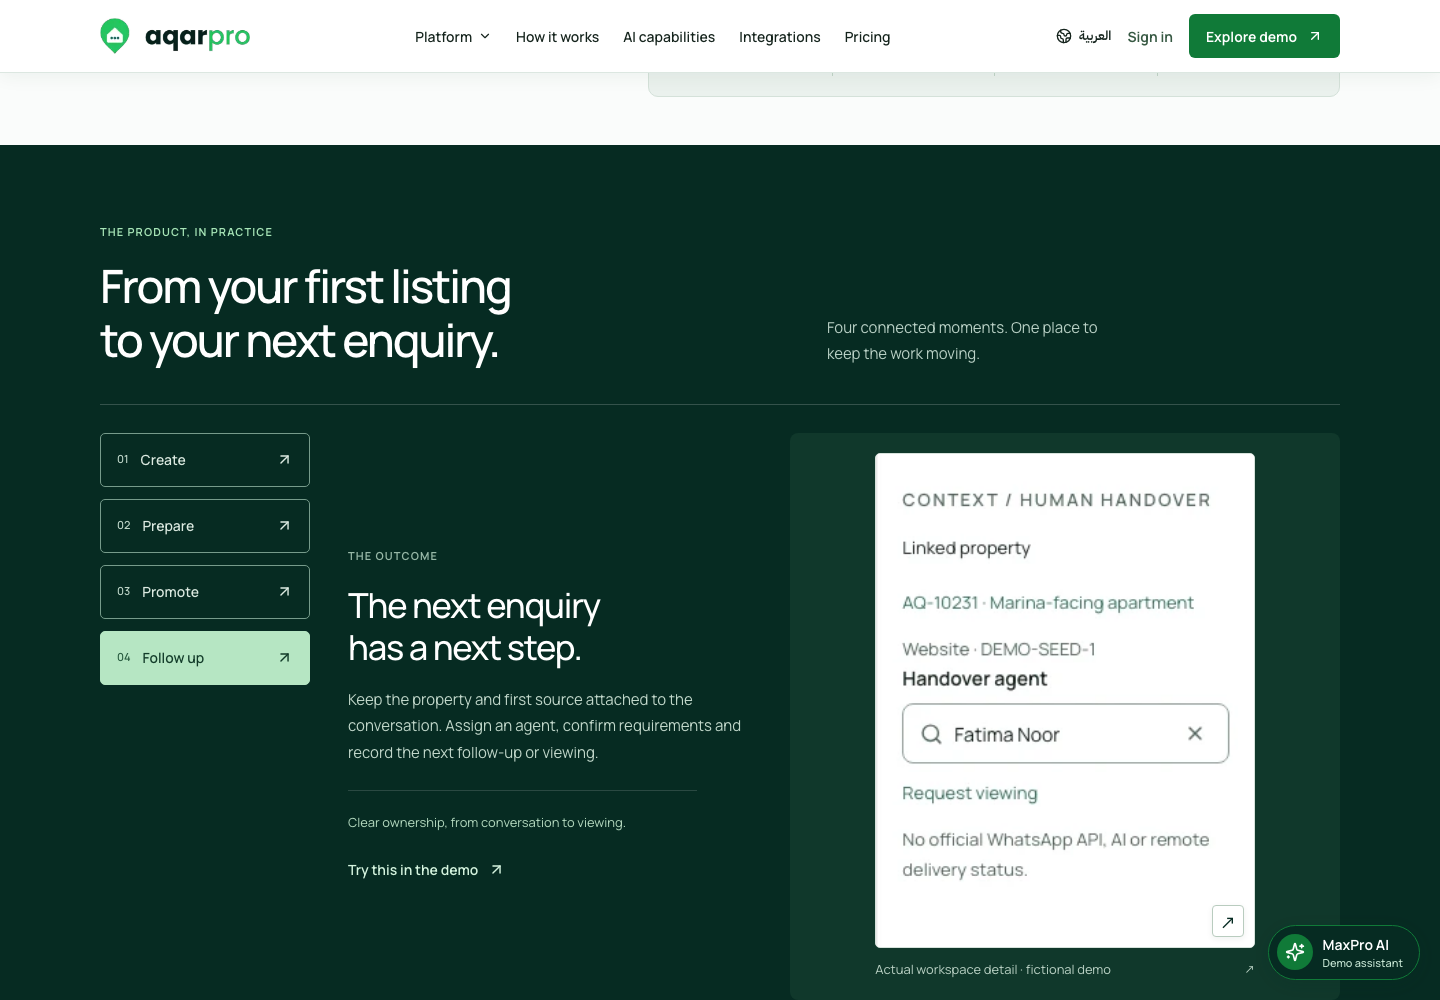 aqarpro
Platform
How it works
AI capabilities
Integrations
Pricing
العربية
Sign in
Explore demo
THE PRODUCT, IN PRACTICE
From your first listing
to your next enquiry.
Four connected moments. One place to
keep the work moving.
01 Create
02 Prepare
03 Promote
04 Follow up
THE OUTCOME
The next enquiry
has a next step.
Keep the property and first source attached to the
conversation. Assign an agent, confirm requirements and
record the next follow-up or viewing.
Clear ownership, from conversation to viewing.
Try this in the demo
CONTEXT / HUMAN HANDOVER
Linked property
AQ-10231 · Marina-facing apartment
Website · DEMO-SEED-1
Handover agent
Fatima Noor
Request viewing
No official WhatsApp API, AI or remote
delivery status.
Actual workspace detail · fictional demo
MaxPro AI
Demo assistant